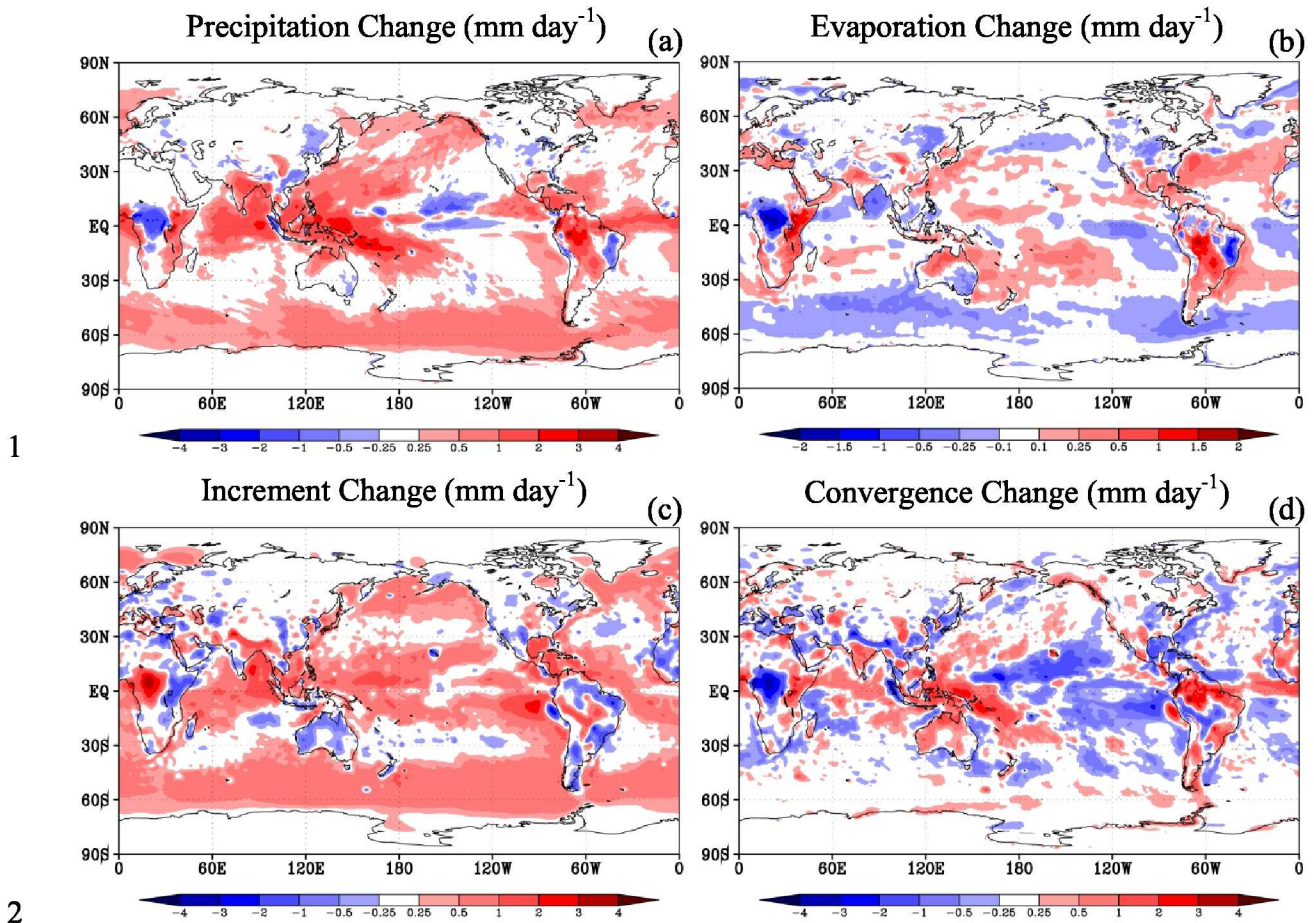 Precipitation Change (mm day-1) (a)
90N
60N
30N
EQ
30S
60S
90S
0 60E 120E 180 120W 60W 0
-4 -3 -2 -1 -0.5 -0.25 0.25 0.5 1 2 3 4
Evaporation Change (mm day-1) (b)
90N
60N
30N
EQ
30S
60S
90S
0 60E 120E 180 120W 60W 0
-2 -1.5 -1 -0.5 -0.25 -0.1 0.1 0.25 0.5 1 1.5 2
1
Increment Change (mm day-1) (c)
90N
60N
30N
EQ
30S
60S
90S
0 60E 120E 180 120W 60W 0
-4 -3 -2 -1 -0.5 -0.25 0.25 0.5 1 2 3 4
Convergence Change (mm day-1) (d)
90N
60N
30N
EQ
30S
60S
90S
0 60E 120E 180 120W 60W 0
-4 -3 -2 -1 -0.5 -0.25 0.25 0.5 1 2 3 4
2